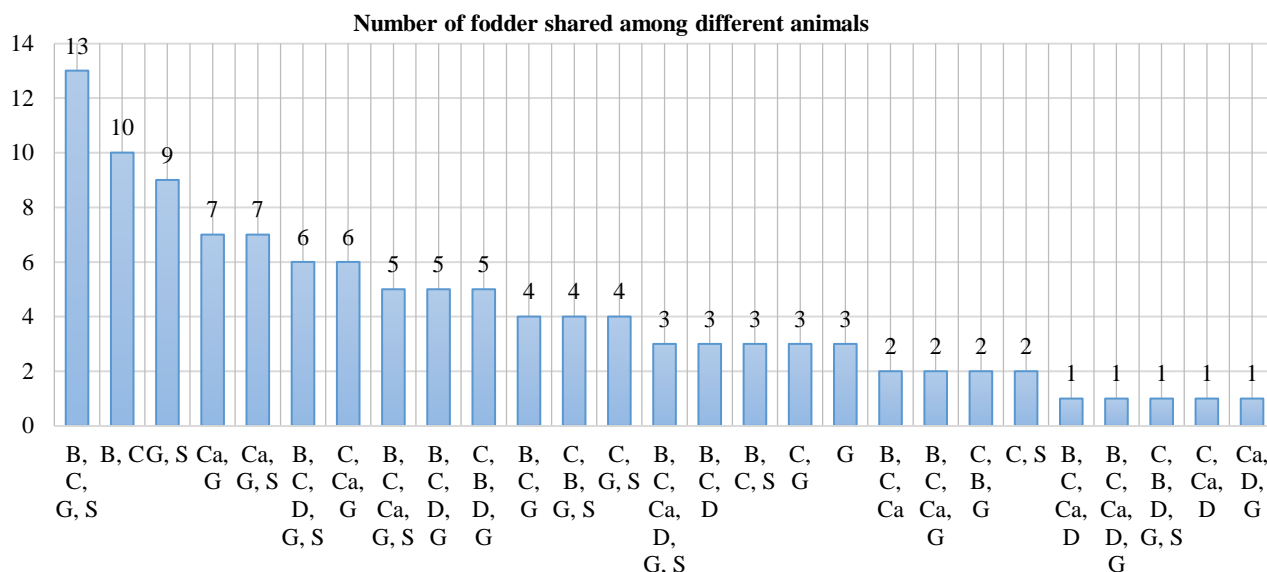 Number of fodder shared among different animals
14
12
10
8
6
4
2
0
13
10
9
7
7
6
6
5
5
5
4
4
4
3
3
3
3
3
2
2
2
2
1
1
1
1
1
B,
C,
G, S
B, C
G, S
Ca,
G
Ca,
G, S
B,
C,
D,
G, S
C,
Ca,
G
B,
C,
Ca,
G, S
B,
C,
D,
G
C,
B,
D,
G
B,
C,
G
C,
B,
G, S
C,
G, S
B,
C,
Ca,
D,
G, S
B,
C,
D
B,
C, S
C,
G
G
B,
C,
Ca
B,
C,
Ca,
G
C,
B,
G
C, S
B,
C,
Ca,
D
B,
C,
Ca,
D,
G
C,
B,
D,
G, S
C,
Ca,
D
Ca,
D,
G